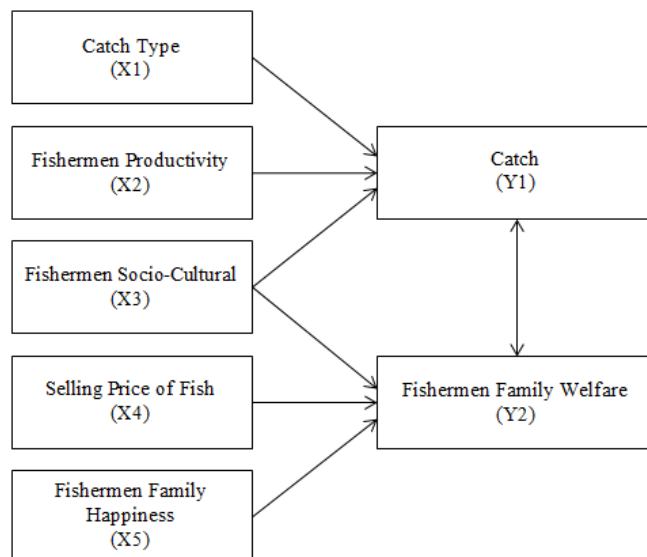 Catch Type
(X1)
Fishermen Productivity
(X2)
Fishermen Socio-Cultural
(X3)
Selling Price of Fish
(X4)
Fishermen Family
Happiness
(X5)
Catch
(Y1)
Fishermen Family Welfare
(Y2)